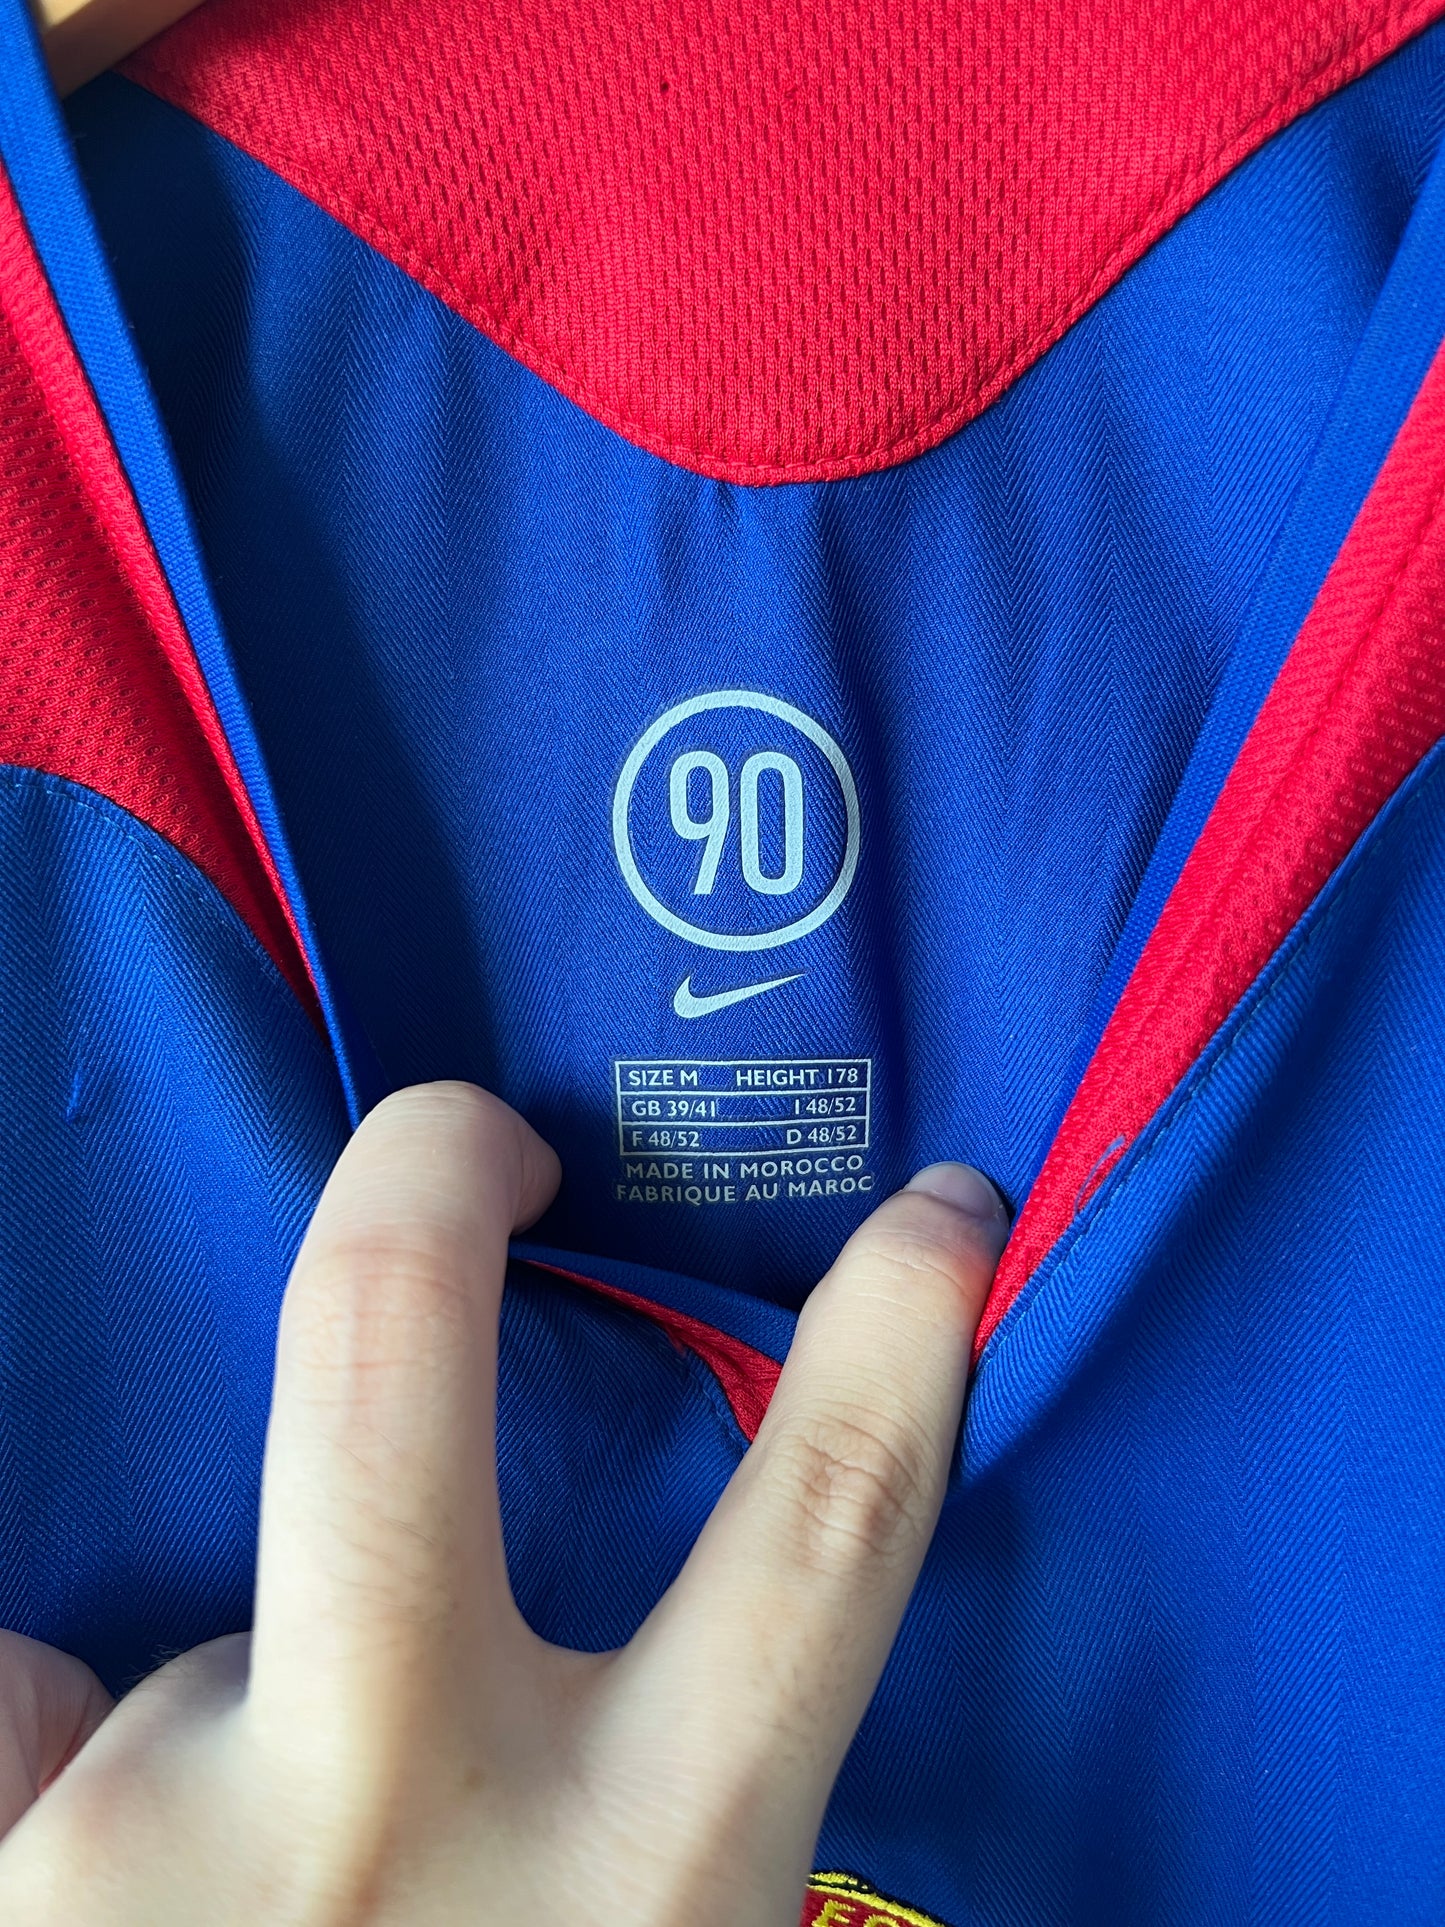 90
SIZE M HEIGHT 178
GB 39/41 I 48/52
F 48/52 D 48/52
MADE IN MOROCCO
FABRIQUE AU MAROC